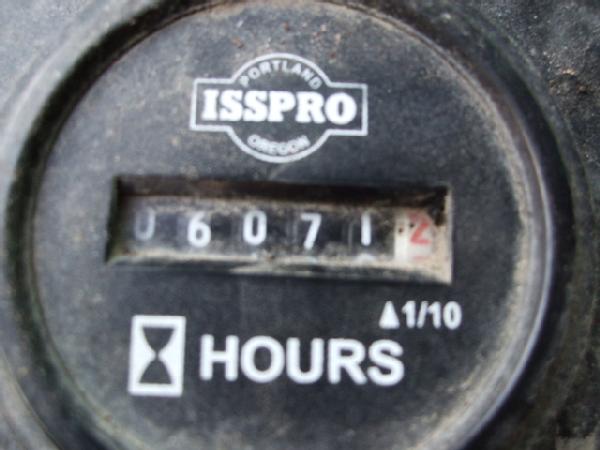 PORTLAND
ISSPRO
OREGON
060712
▲1/10
HOURS